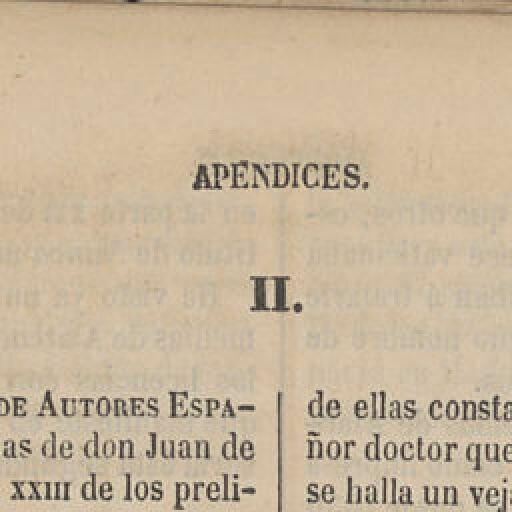 APÉNDICES.
II.
DE AUTORES ESPA-
as de don Juan de
XXIII de los preli-
de ellas consta
ñor doctor que
se halla un veja